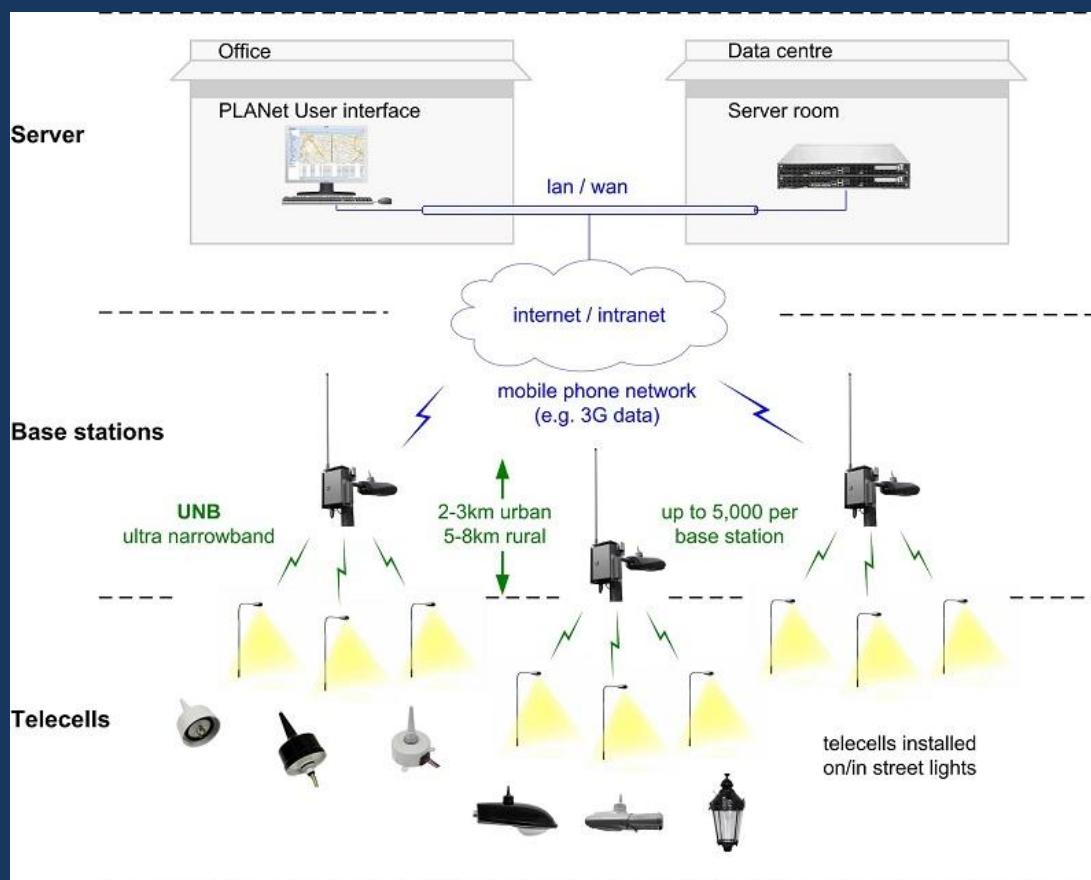 Office
Data centre
PLANet User interface
Server room
Server
lan / wan
internet / intranet
mobile phone network
(e.g. 3G data)
Base stations
UNB
ultra narrowband
2-3km urban
5-8km rural
up to 5,000 per
base station
Telecells
telecells installed
on/in street lights